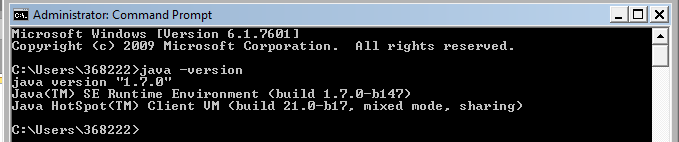 Administrator: Command Prompt
Microsoft Windows [Version 6.1.7601]
Copyright (c) 2009 Microsoft Corporation.  All rights reserved.
C:\Users\368222>java -version
java version "1.7.0"
Java(TM) SE Runtime Environment (build 1.7.0-b147)
Java HotSpot(TM) Client VM (build 21.0-b17, mixed mode, sharing)
C:\Users\368222>